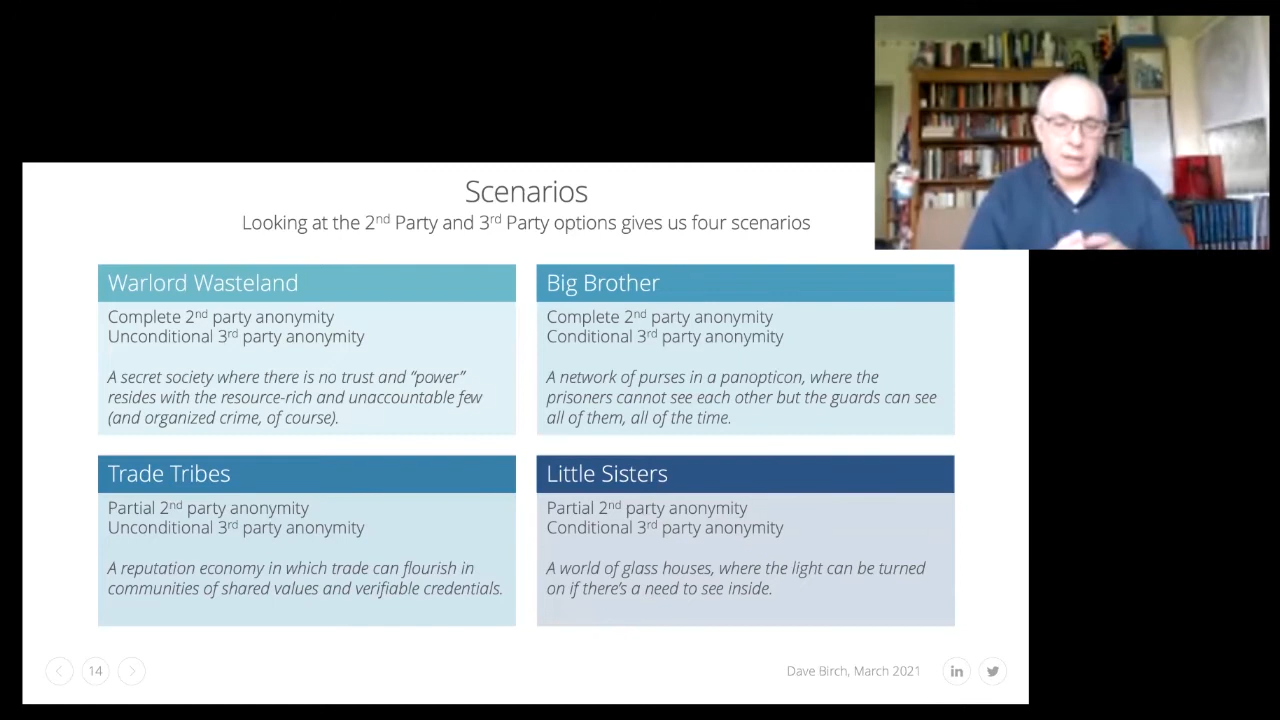 Scenarios
Looking at the 2nd Party and 3rd Party options gives us four scenarios
Warlord Wasteland
Complete 2nd party anonymity
Unconditional 3rd party anonymity
A secret society where there is no trust and “power”
resides with the resource-rich and unaccountable few
(and organized crime, of course).
Big Brother
Complete 2nd party anonymity
Conditional 3rd party anonymity
A network of purses in a panopticon, where the
prisoners cannot see each other but the guards can see
all of them, all of the time.
Trade Tribes
Partial 2nd party anonymity
Unconditional 3rd party anonymity
A reputation economy in which trade can flourish in
communities of shared values and verifiable credentials.
Little Sisters
Partial 2nd party anonymity
Conditional 3rd party anonymity
A world of glass houses, where the light can be turned
on if there's a need to see inside.
14
Dave Birch, March 2021
in